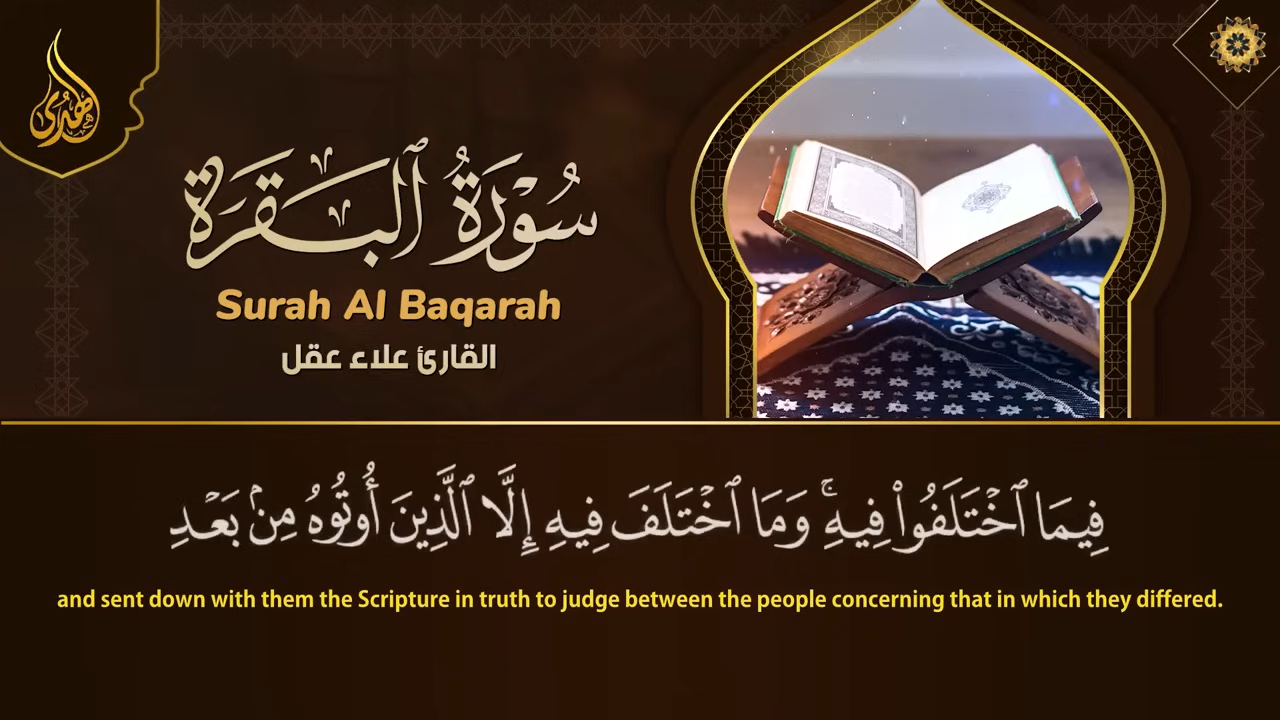 الهدى
سُورَةُ ٱلْبَقَرَةِ
Surah Al Baqarah
القارئ علاء عقل
فِيمَا ٱخْتَلَفُوا۟ فِيهِ ۚ وَمَا ٱخْتَلَفَ فِيهِ إِلَّا ٱلَّذِينَ أُوتُوهُ مِنۢ بَعْدِ
and sent down with them the Scripture in truth to judge between the people concerning that in which they differed.